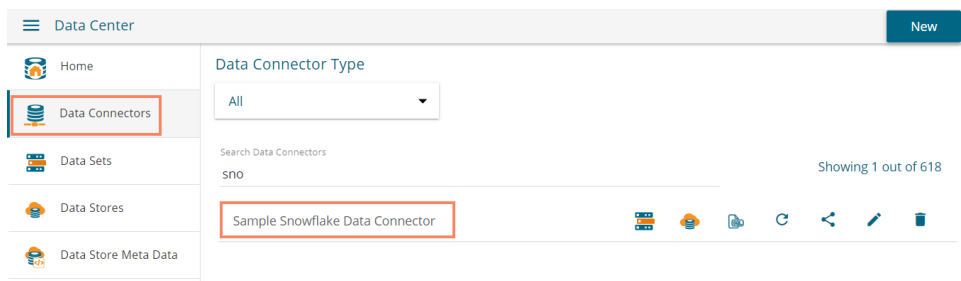 Data Center
New
Home
Data Connectors
Data Sets
Data Stores
Data Store Meta Data
Data Connector Type
All
Search Data Connectors
sno
Showing 1 out of 618
Sample Snowflake Data Connector